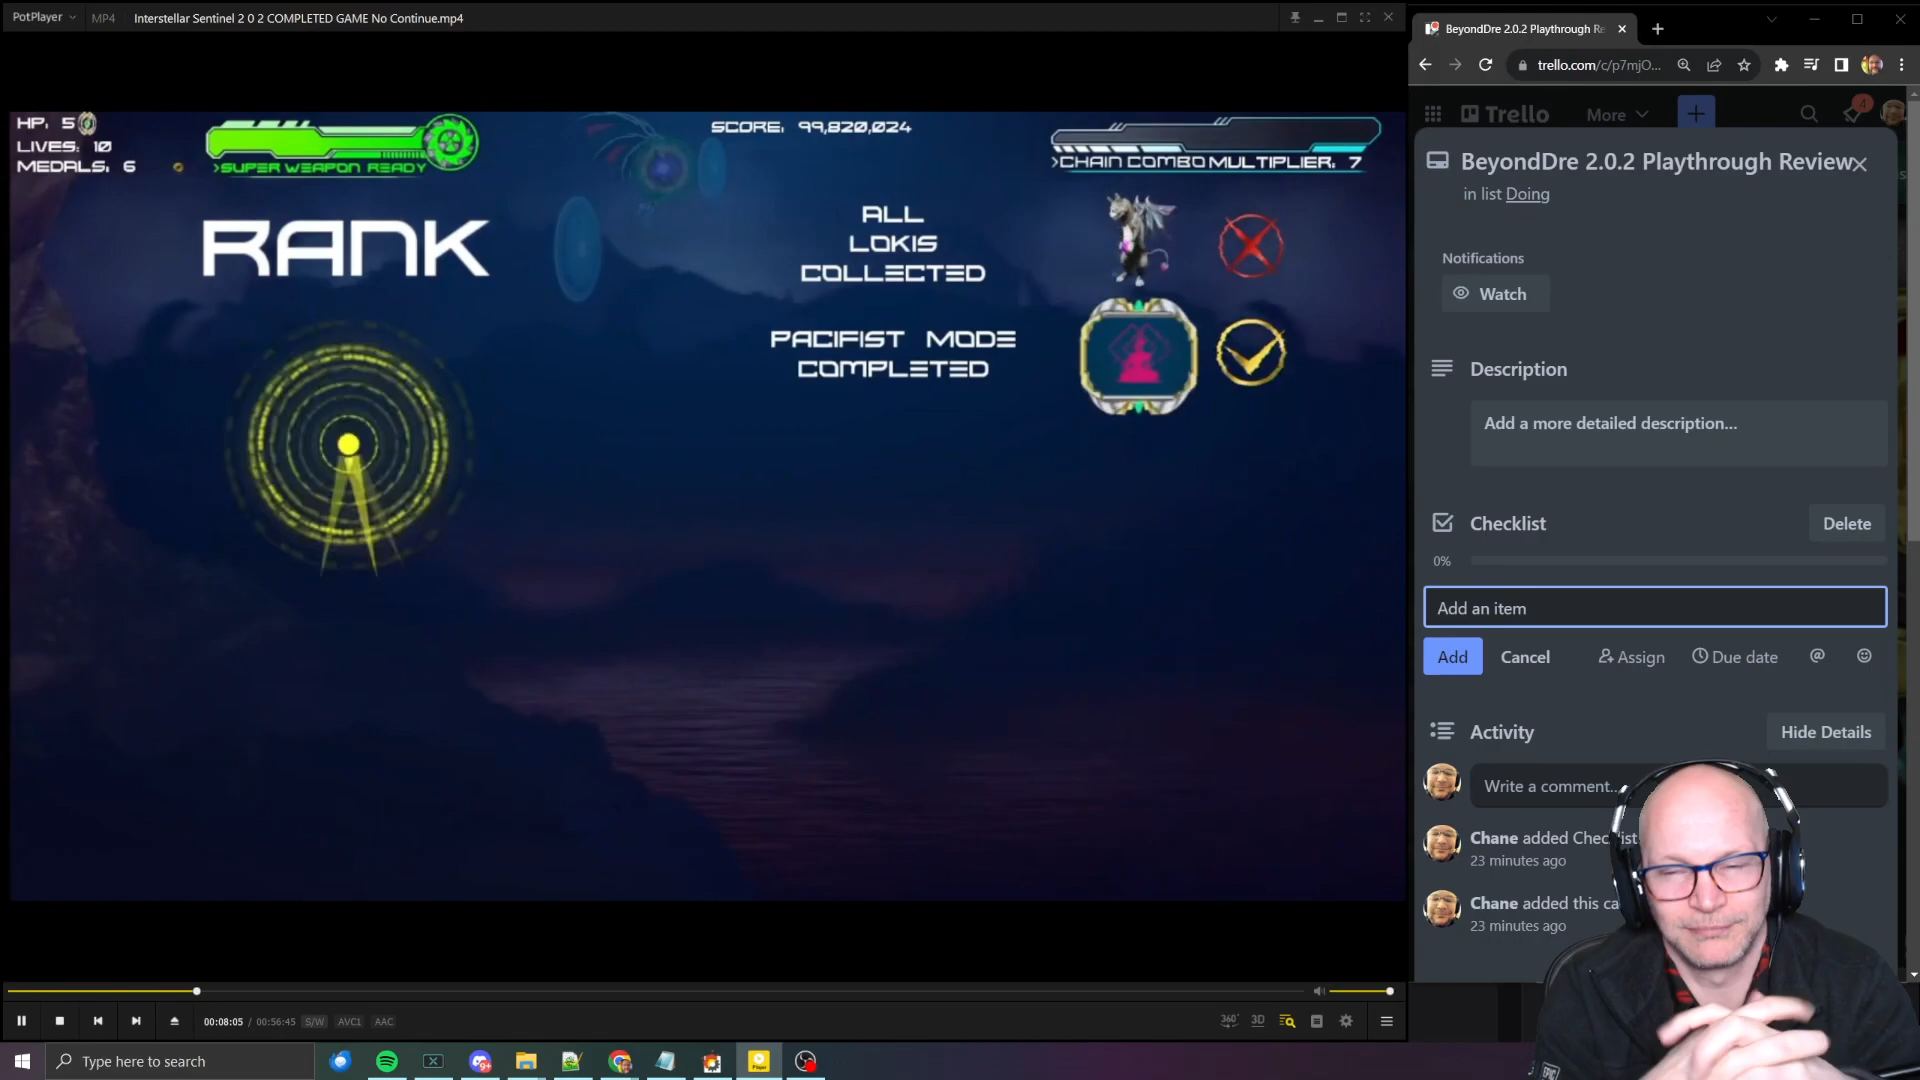 PotPlayer
MP4
Interstellar Sentinel 2 0 2 COMPLETED GAME No Continue.mp4
HP: 5
LIVES: 10
MEDALS: 6
>SUPER WEAPON READY
SCORE: 99,820,024
>CHAIN COMBO MULTIPLIER: 7
RANK
ALL
LOKIS
COLLECTED
PACIFIST MODE
COMPLETED
00:08:05 / 00:56:45 S/W AVC1 AAC
360° 3D
BeyondDre 2.0.2 Playthrough Re
trello.com/c/p7mjO...
Trello
More
4
BeyondDre 2.0.2 Playthrough Review
in list Doing
Notifications
Watch
Description
Add a more detailed description...
Checklist
Delete
0%
Add an item
Add Cancel Assign Due date @
Activity
Hide Details
Write a comment...
Chane added Checklist
23 minutes ago
Chane added this ca
23 minutes ago
EPIC
Type here to search
9+
Player